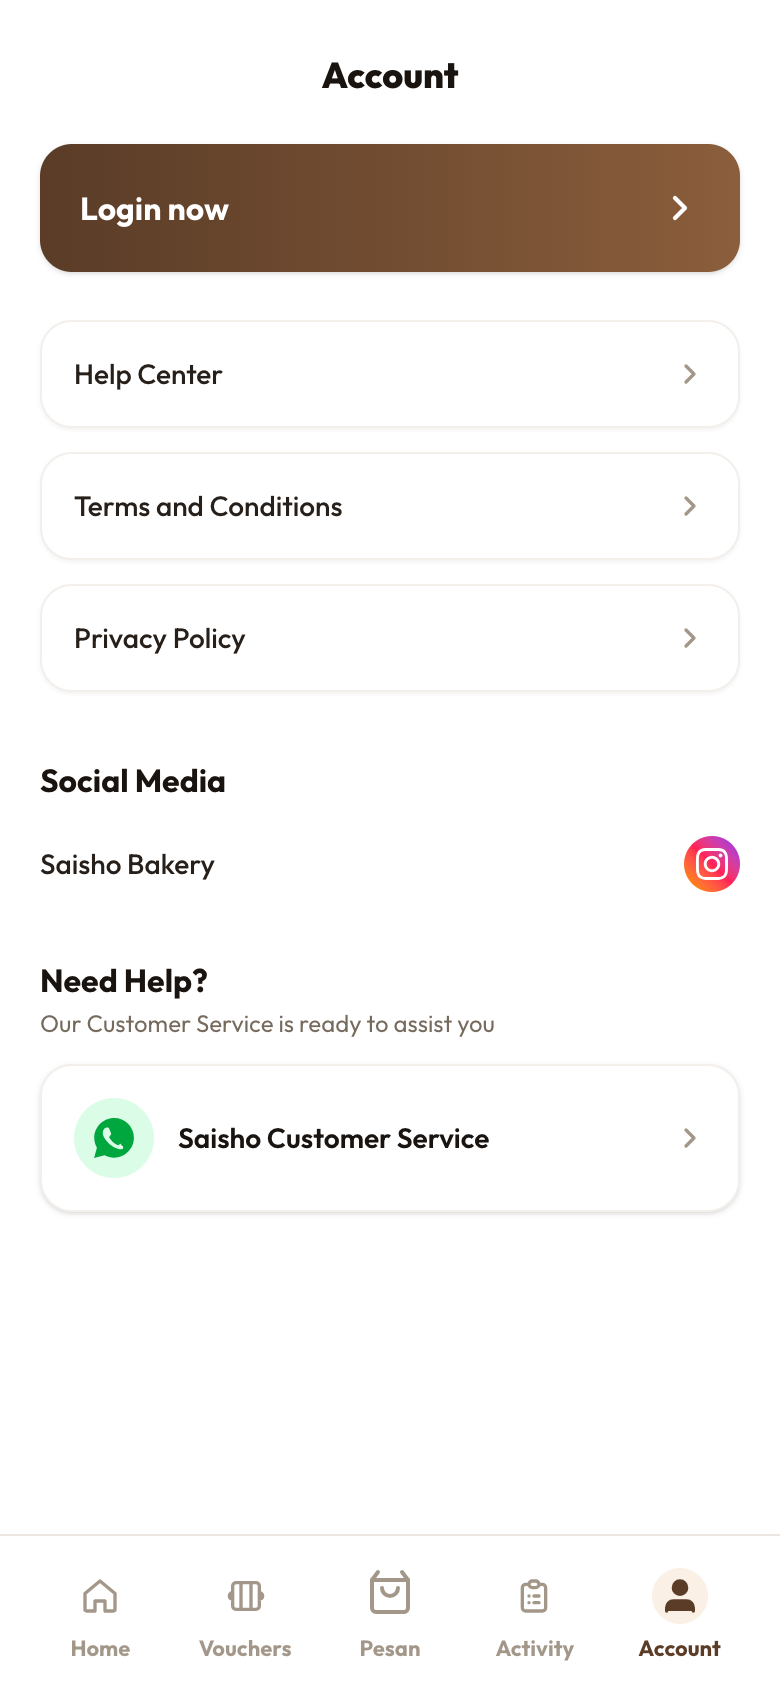 Account
Login now
Help Center
Terms and Conditions
Privacy Policy
Social Media
Saisho Bakery
Need Help?
Our Customer Service is ready to assist you
Saisho Customer Service
Home
Vouchers
Pesan
Activity
Account